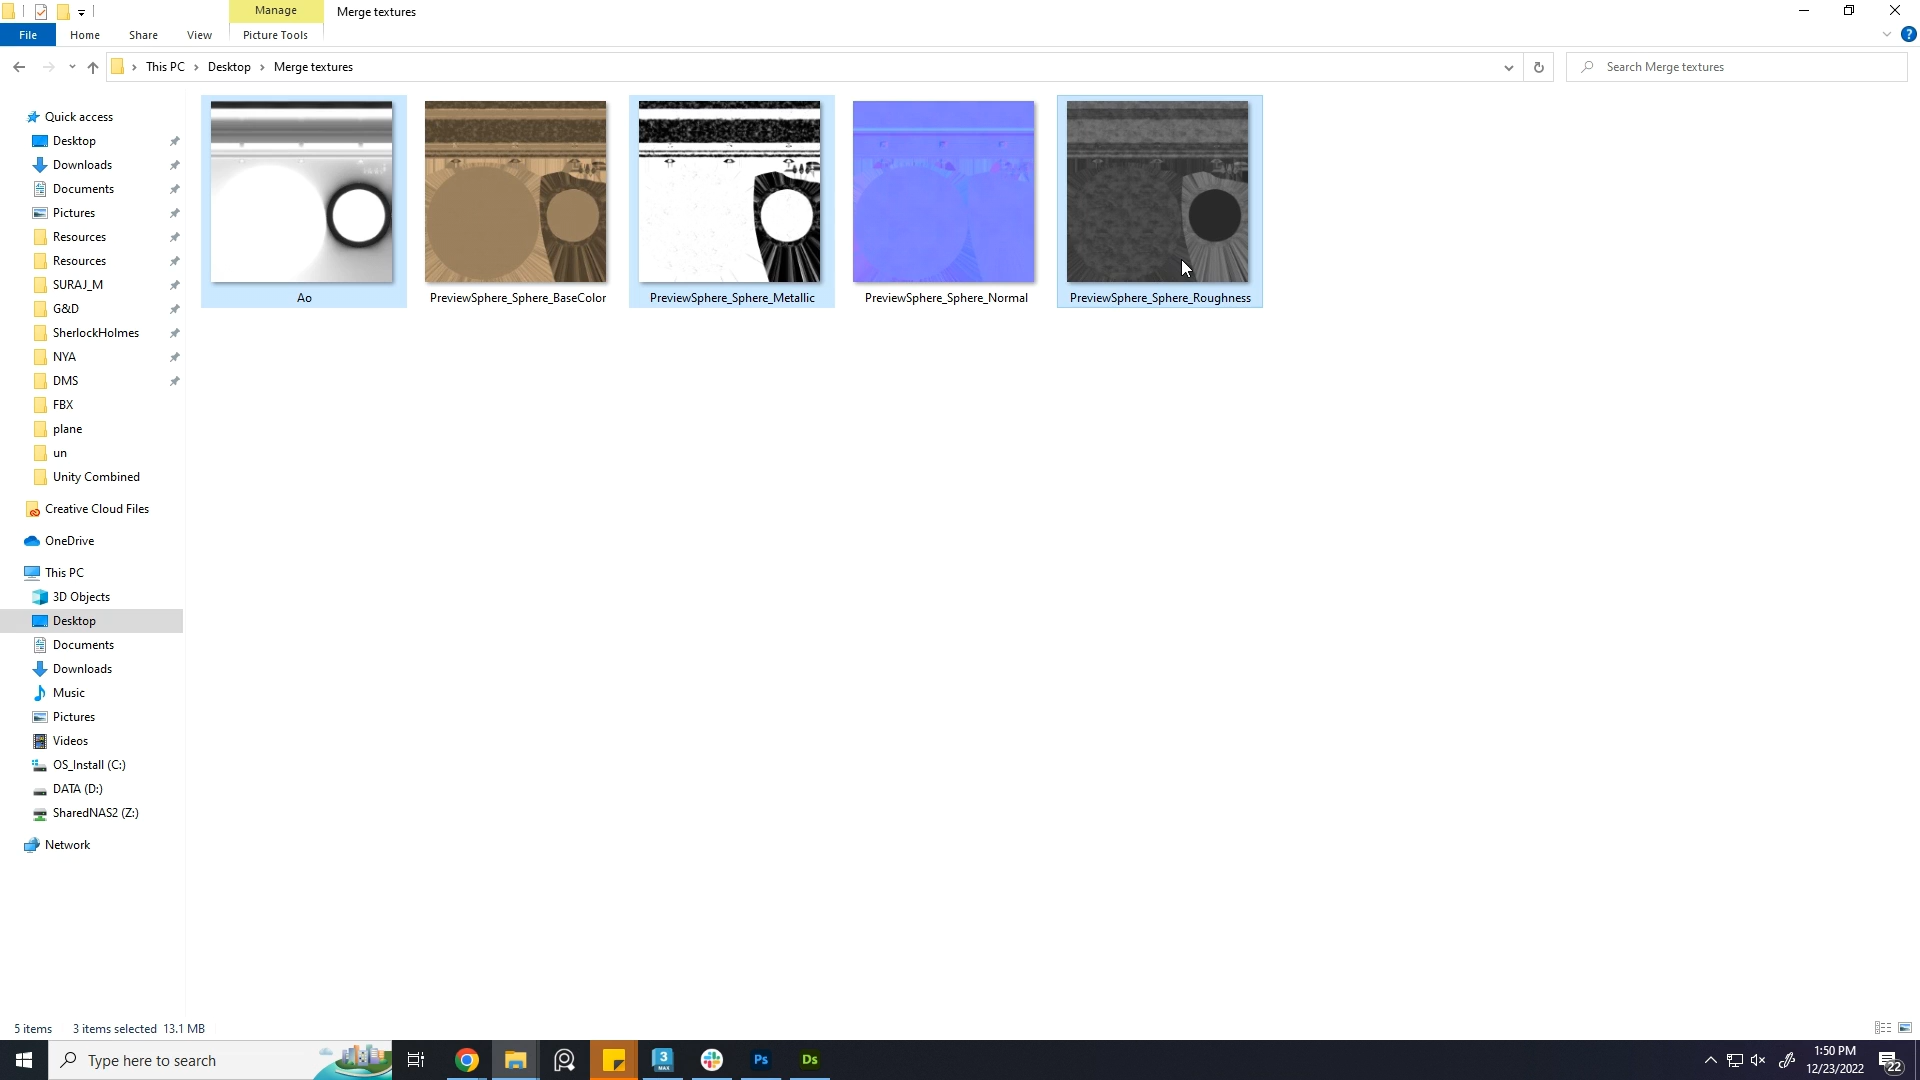 Manage
Merge textures
File
Home
Share
View
Picture Tools
?
This PC
Desktop
Merge textures
Search Merge textures
Quick access
Desktop
Downloads
Documents
Pictures
Resources
Resources
SURAJ_M
G&D
SherlockHolmes
NYA
DMS
FBX
plane
un
Unity Combined
Creative Cloud Files
OneDrive
This PC
3D Objects
Desktop
Documents
Downloads
Music
Pictures
Videos
OS_Install (C:)
DATA (D:)
SharedNAS2 (Z:)
Network
Ao
PreviewSphere_Sphere_BaseColor
PreviewSphere_Sphere_Metallic
PreviewSphere_Sphere_Normal
PreviewSphere_Sphere_Roughness
5 items
3 items selected 13.1 MB
Type here to search
3
MAX
Ps
Ds
1:50 PM
12/23/2022
22